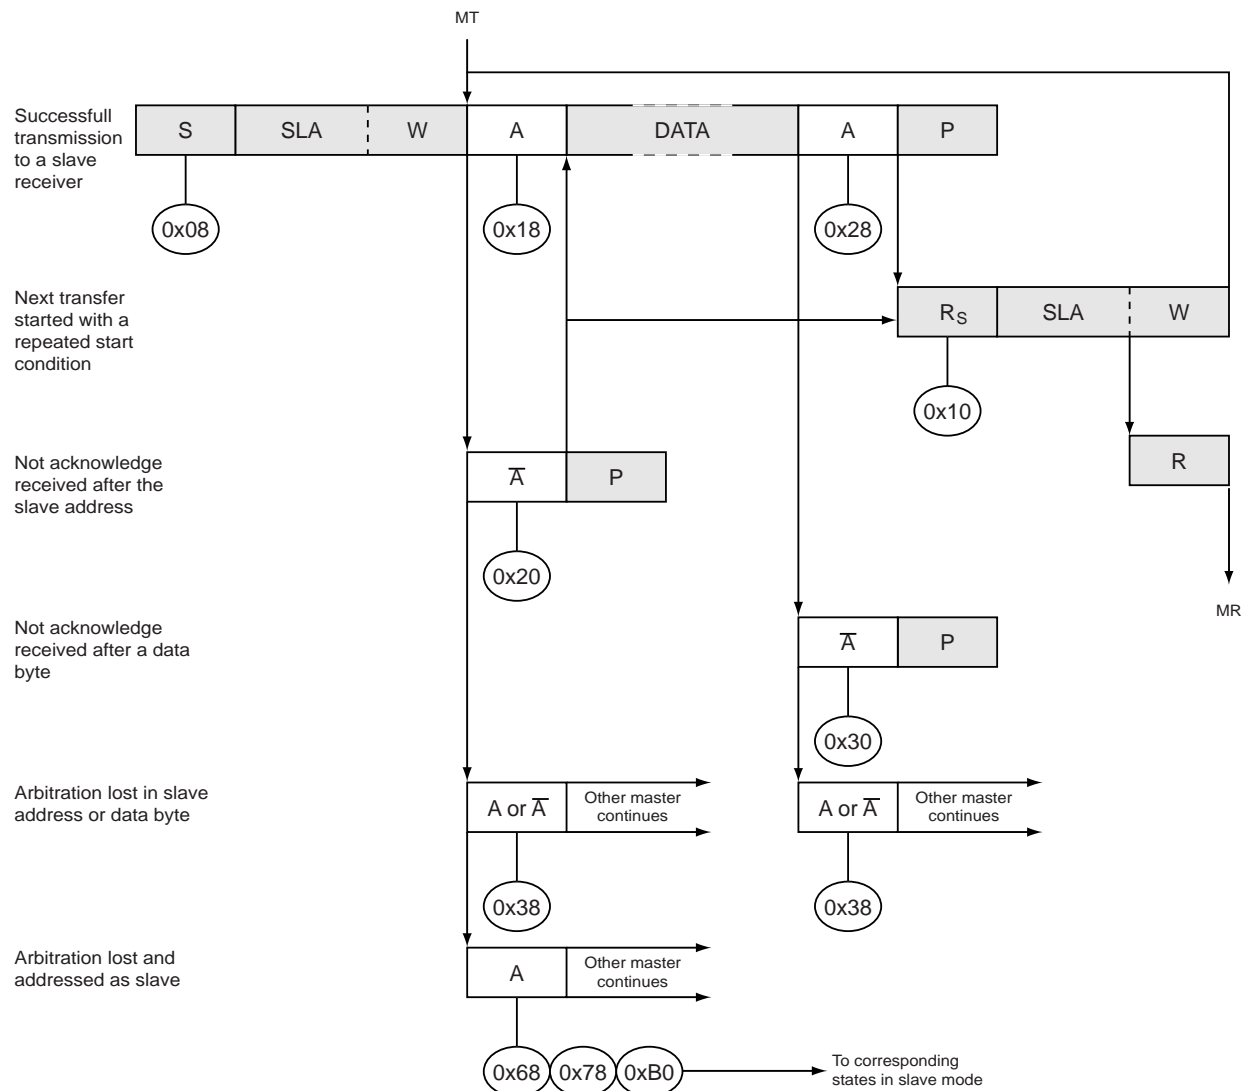 MT
Successfull
transmission
to a slave
receiver
S SLA W A DATA A P
0x08 0x18 0x28
Next transfer
started with a
repeated start
condition
RS SLA W
0x10
Not acknowledge
received after the
slave address
A̅ P
R
0x20
MR
Not acknowledge
received after a data
byte
A̅ P
0x30
Arbitration lost in slave
address or data byte
A or A̅ Other master
continues
A or A̅ Other master
continues
0x38 0x38
Arbitration lost and
addressed as slave
A Other master
continues
0x68 0x78 0xB0 To corresponding
states in slave mode